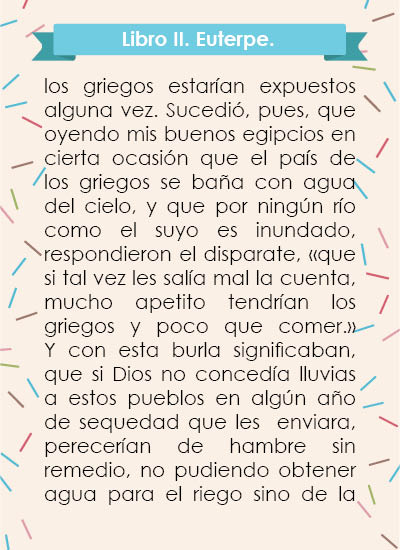 Libro II. Euterpe.
los griegos estarían expuestos
alguna vez. Sucedió, pues, que
oyendo mis buenos egipcios en
cierta ocasión que el país de
los griegos se baña con agua
del cielo, y que por ningún río
como el suyo es inundado,
respondieron el disparate, «que
si tal vez les salía mal la cuenta,
mucho apetito tendrían los
griegos y poco que comer.»
Y con esta burla significaban,
que si Dios no concedía lluvias
a estos pueblos en algún año
de sequedad que les enviara,
perecerían de hambre sin
remedio, no pudiendo obtener
agua para el riego sino de la